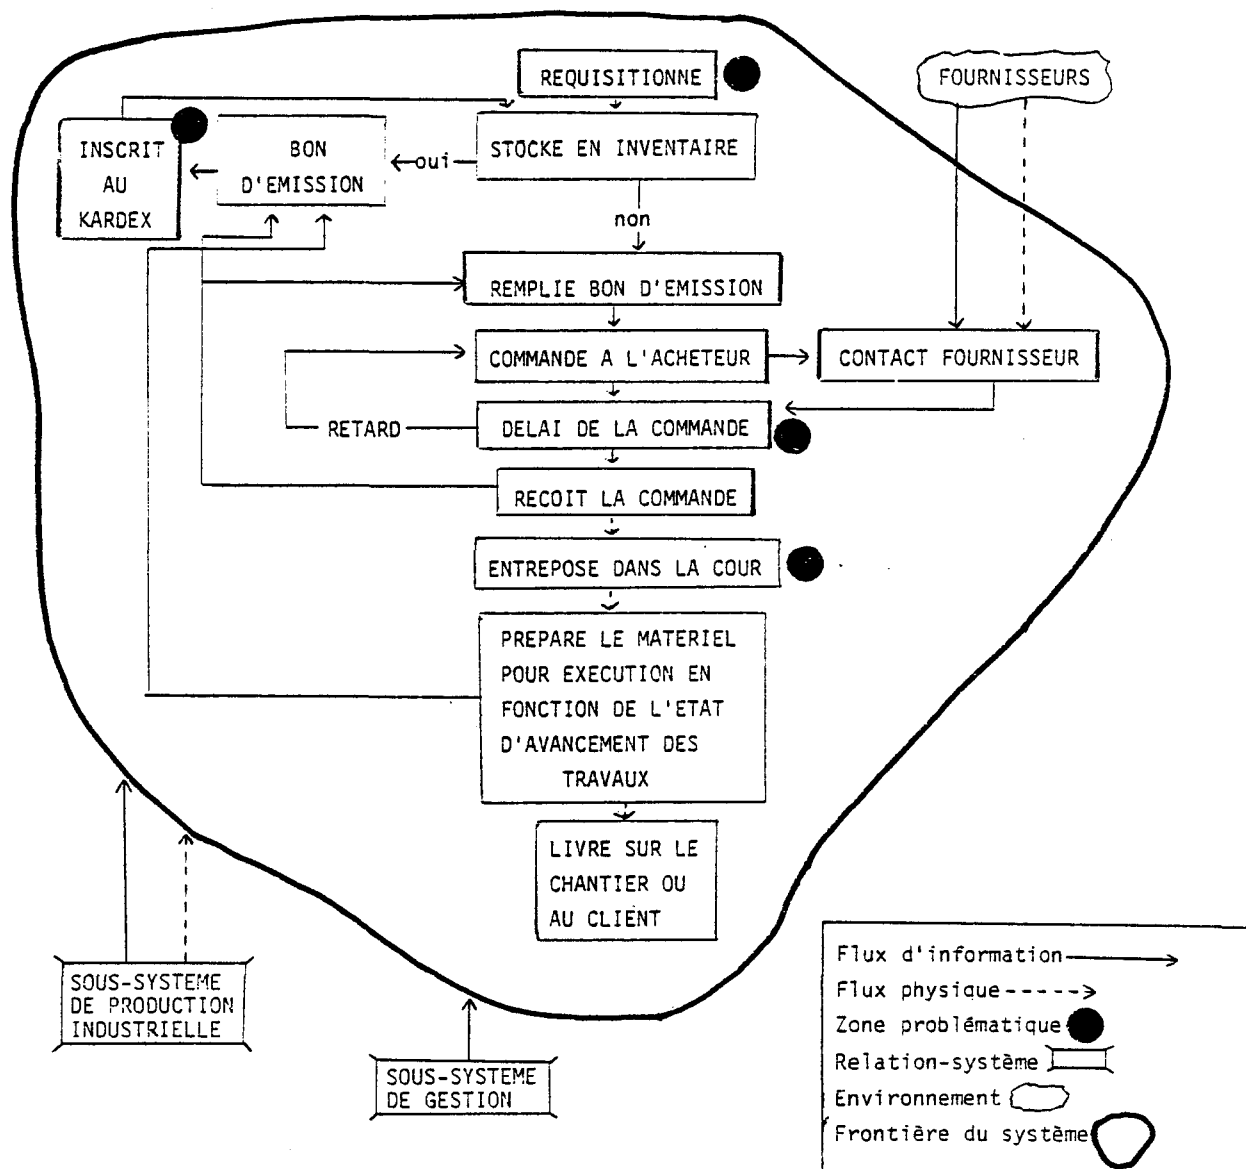 REQUISITIONNE
FOURNISSEURS
INSCRIT
AU
KARDEX
BON
D'EMISSION
oui
STOCKE EN INVENTAIRE
non
REMPLIE BON D'EMISSION
COMMANDE A L'ACHETEUR
CONTACT FOURNISSEUR
RETARD
DELAI DE LA COMMANDE
RECOIT LA COMMANDE
ENTREPOSE DANS LA COUR
PREPARE LE MATERIEL
POUR EXECUTION EN
FONCTION DE L'ETAT
D'AVANCEMENT DES
TRAVAUX
LIVRE SUR LE
CHANTIER OU
AU CLIENT
SOUS-SYSTEME
DE PRODUCTION
INDUSTRIELLE
SOUS-SYSTEME
DE GESTION
Flux d'information
Flux physique
Zone problématique
Relation-système
Environnement
Frontière du système